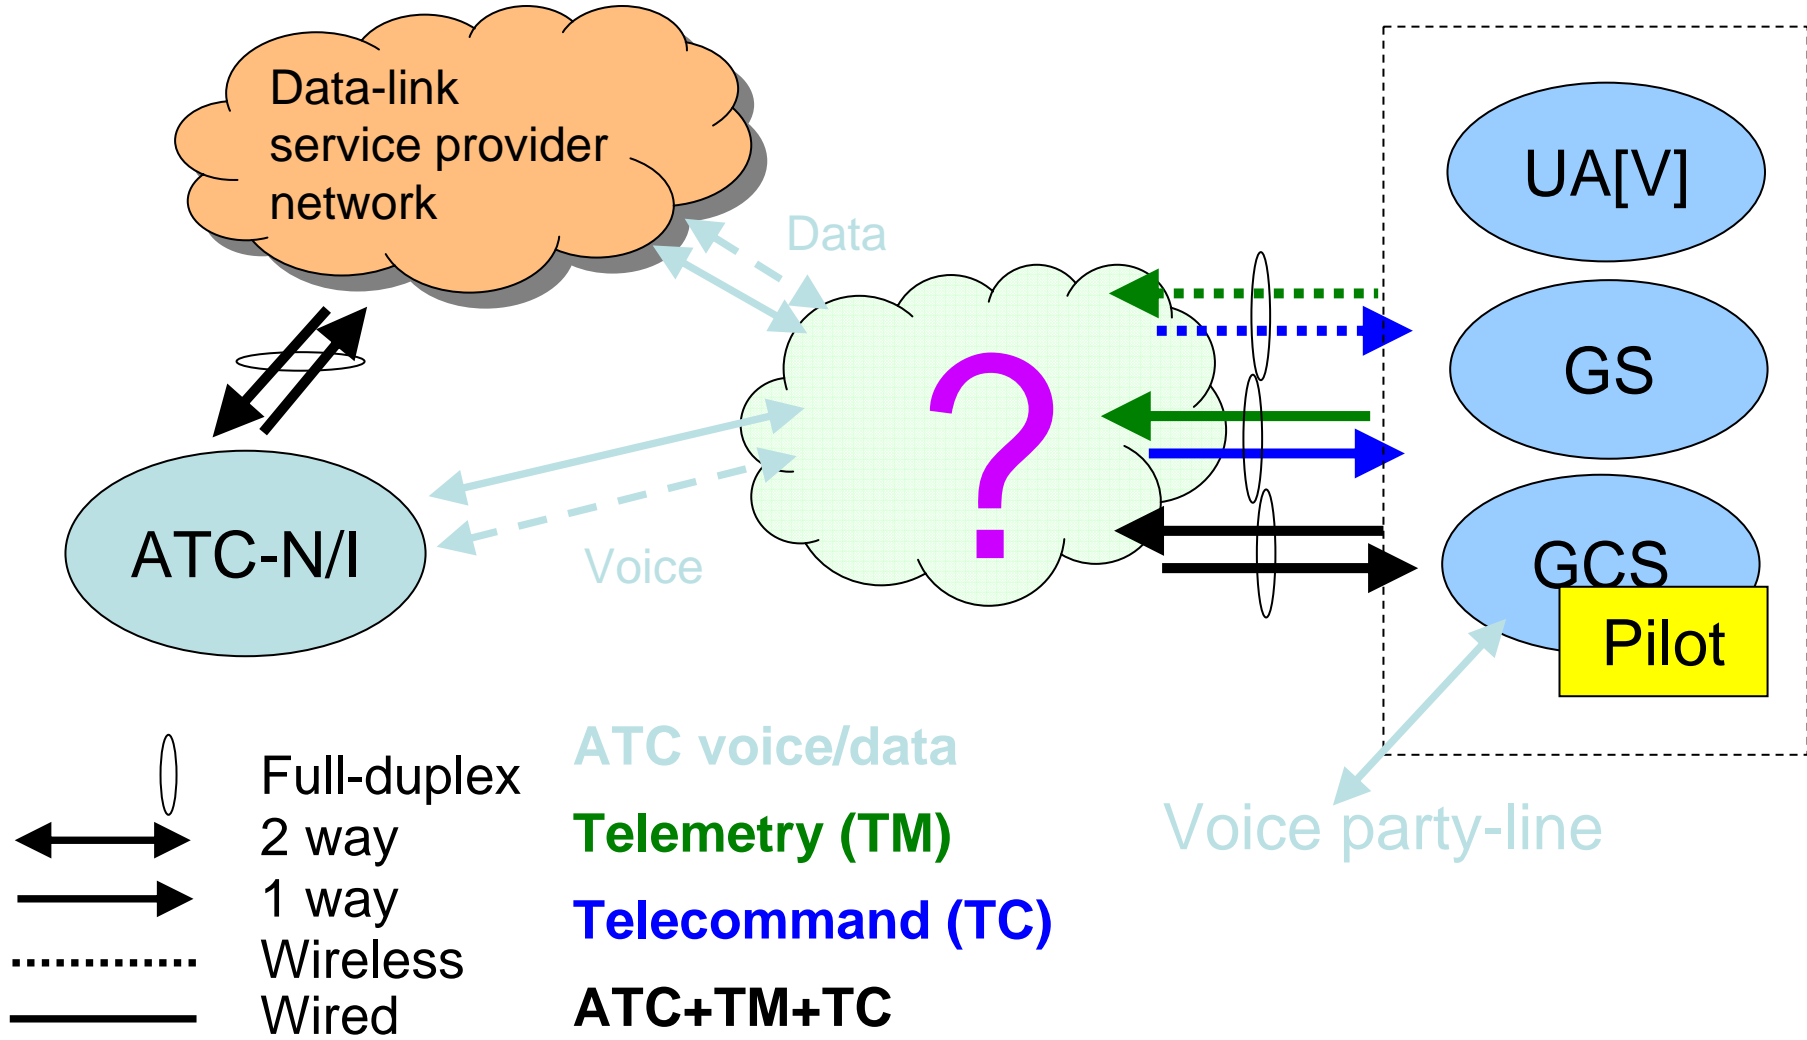 Data-link
service provider
network
Data
UA[V]
GS
GCS
Pilot
?
ATC-N/I
Voice
Full-duplex
2 way
1 way
Wireless
Wired
ATC voice/data
Telemetry (TM)
Telecommand (TC)
ATC+TM+TC
Voice party-line